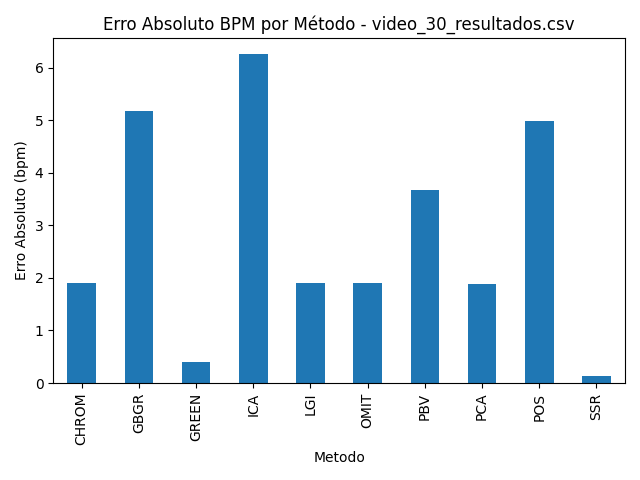 Erro Absoluto BPM por Método - video_30_resultados.csv
Erro Absoluto (bpm)
6
5
4
3
2
1
0
CHROM
GBGR
GREEN
ICA
LGI
OMIT
PBV
PCA
POS
SSR
Metodo